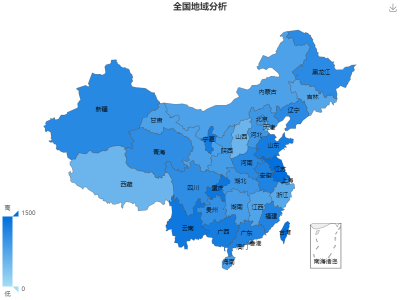 全国地域分析
黑龙江
内蒙古
吉林
新疆
辽宁
甘肃
北京
天津
河北
宁夏
山西
山东
青海
陕西
河南
江苏
西藏
安徽
上海
四川
重庆
湖北
浙江
湖南
江西
贵州
福建
云南
广西
广东
台湾
香港
澳门
海南
南海诸岛
高
1500
0
低